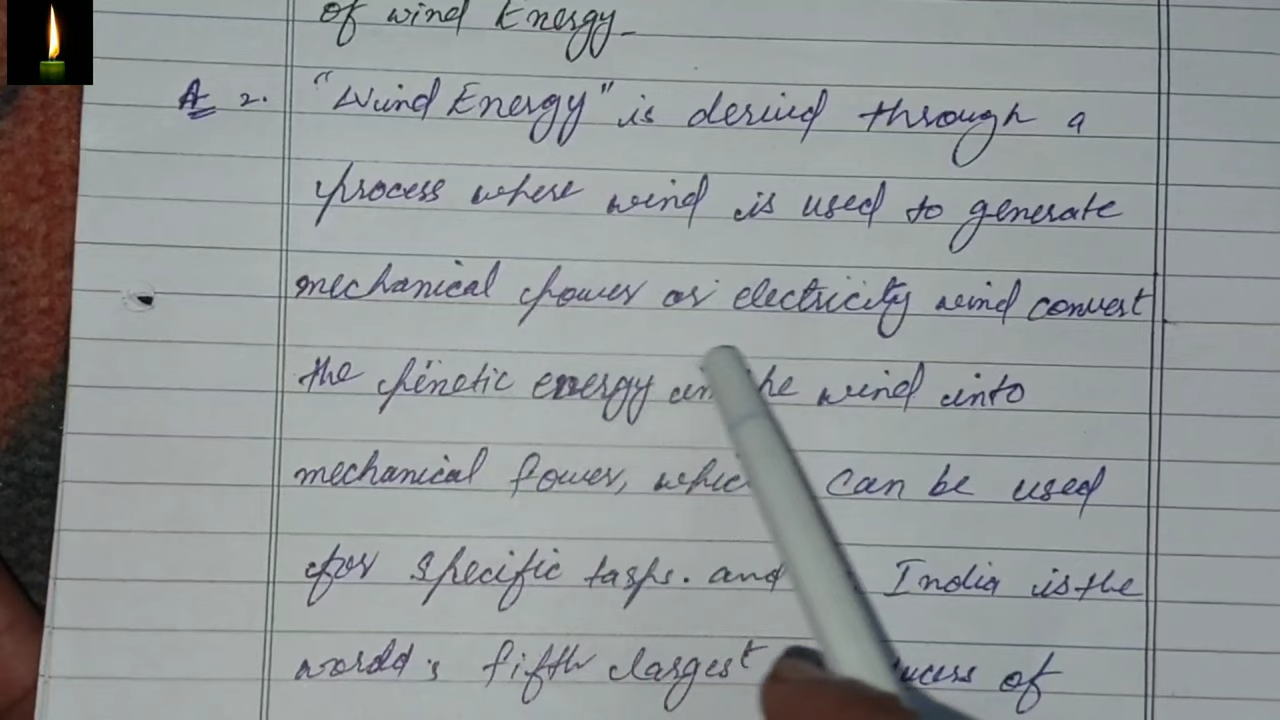 of wind Energy-
A 2. "Wind Energy" is derived through a
process where wind is used to generate
mechanical power or electricity wind convert
the kinetic energy in the wind into
mechanical power, which can be used
for specific tasks. and India is the
world's fifth largest of